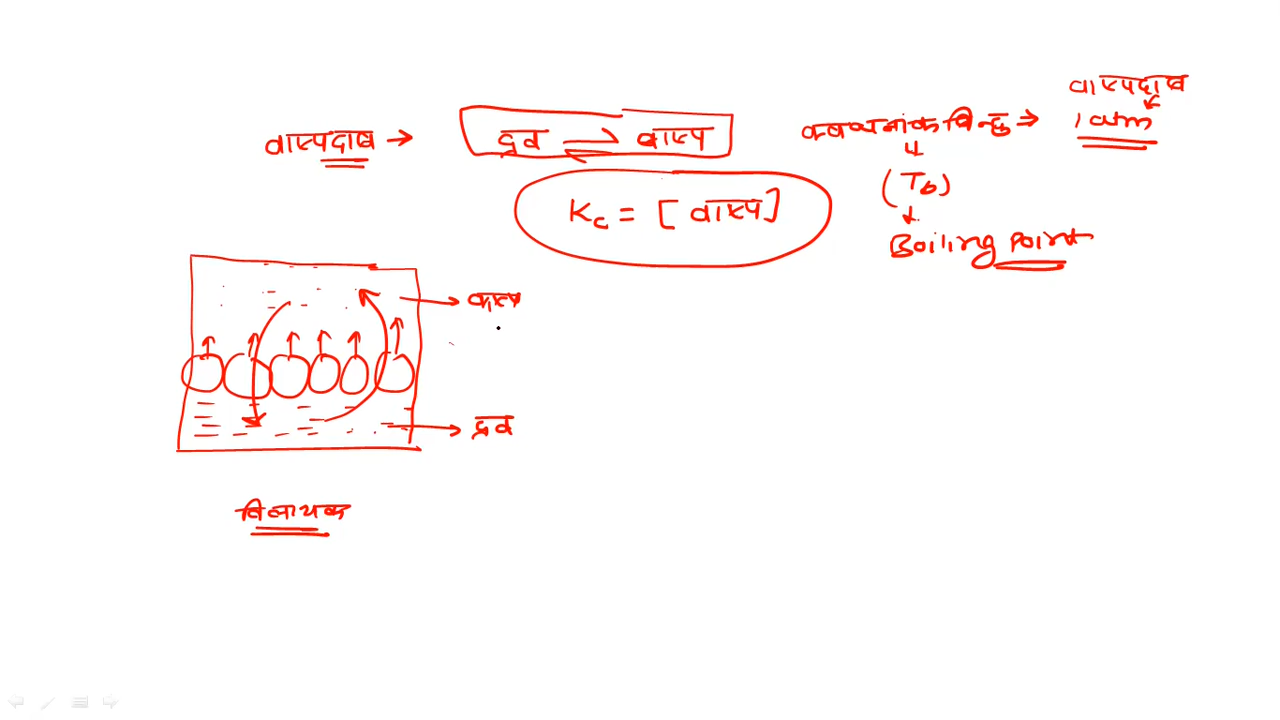 वाष्पदाब →
द्रव ⇌ वाष्प
Kc = [वाष्प]
क्वथनांक बिन्दु ⇒
वाष्पदाब
1 atm
(Tb)
Boiling Point
वाष्प
द्रव
विलायक